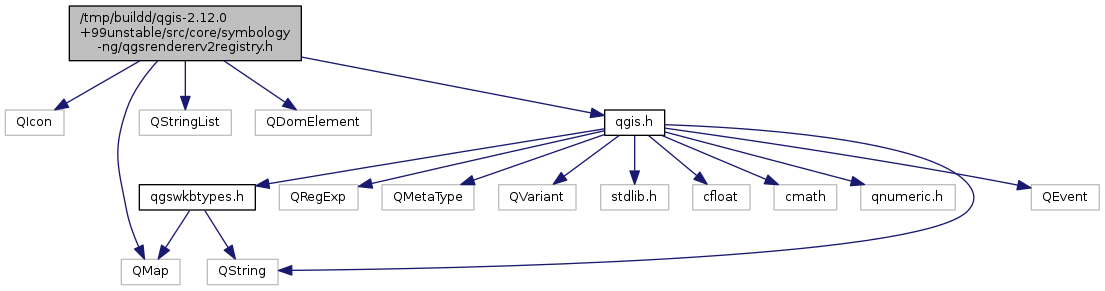 /tmp/buildd/qgis-2.12.0
+99unstable/src/core/symbology
-ng/qgsrendererv2registry.h
QIcon
QStringList
QDomElement
qgis.h
qgswkbtypes.h
QRegExp
QMetaType
QVariant
stdlib.h
cfloat
cmath
qnumeric.h
QEvent
QMap
QString